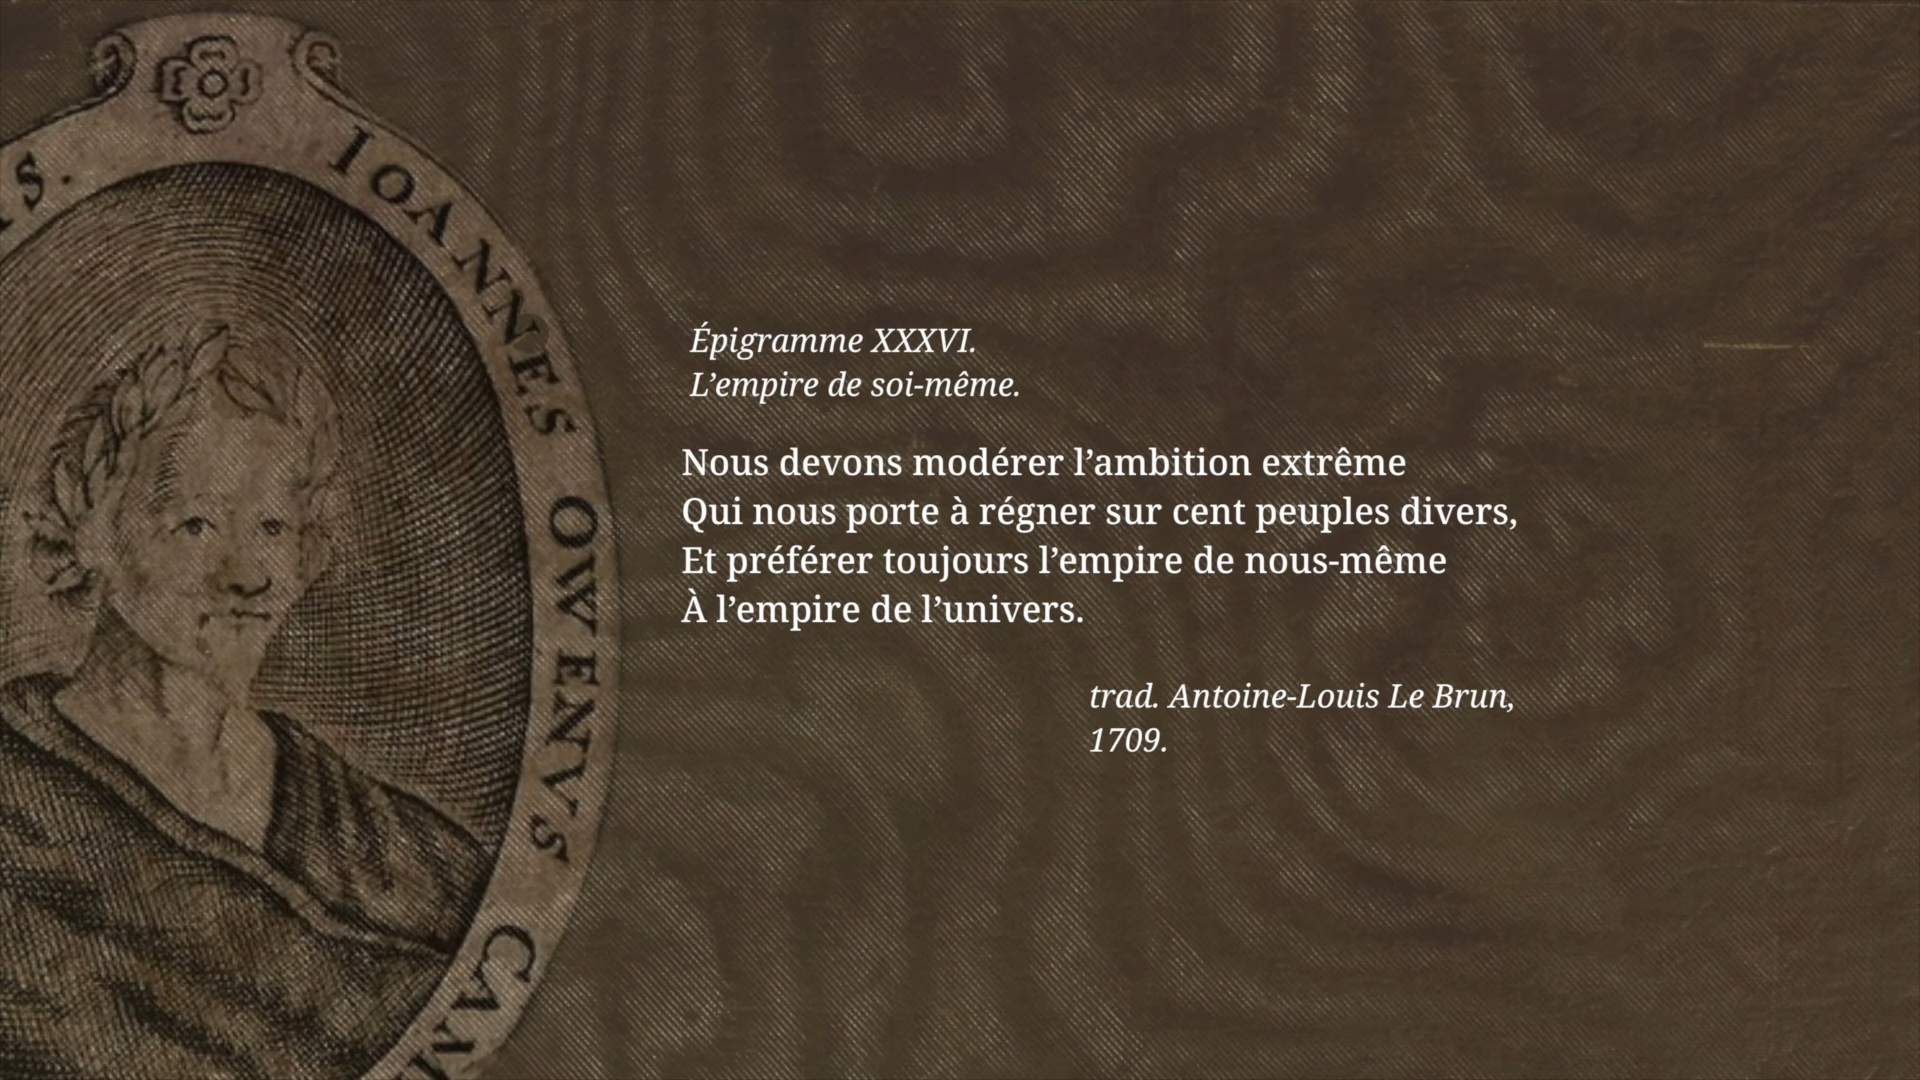 S. IOANNES OWENVS CAM
Épigramme XXXVI.
L’empire de soi-même.
Nous devons modérer l’ambition extrême
Qui nous porte à régner sur cent peuples divers,
Et préférer toujours l’empire de nous-même
À l’empire de l’univers.
trad. Antoine-Louis Le Brun,
1709.